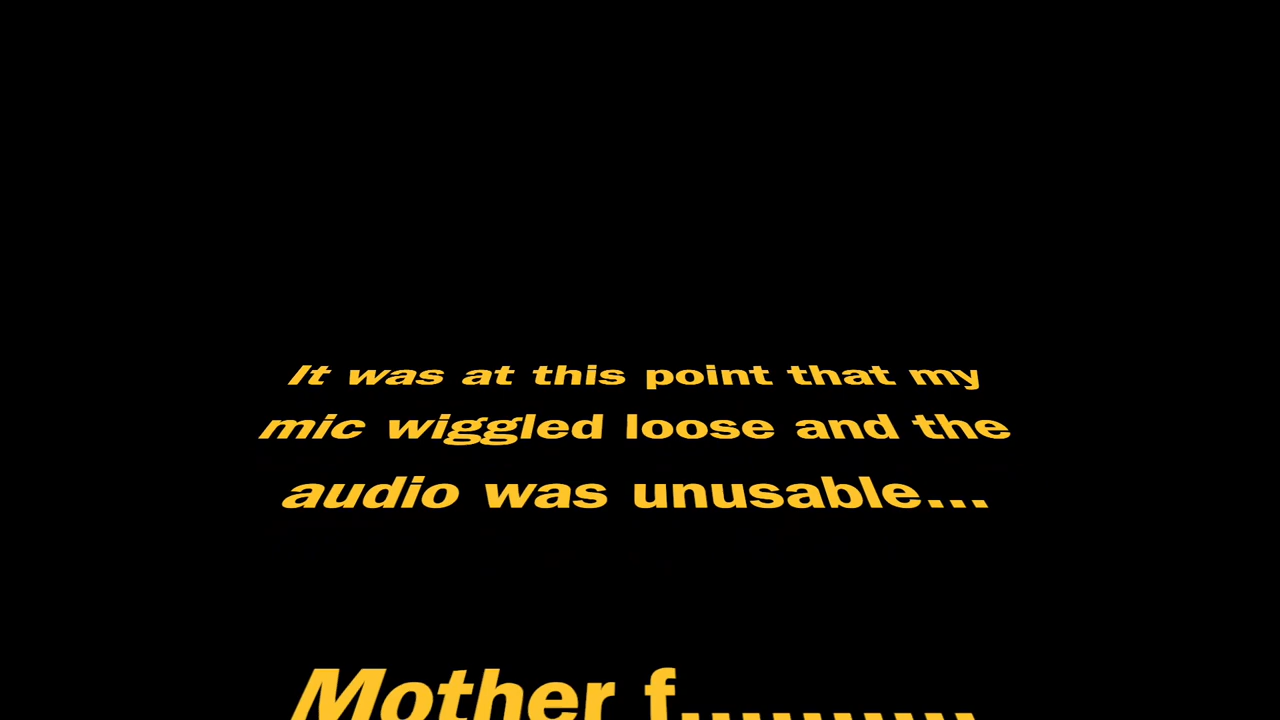 It was at this point that my
mic wiggled loose and the
audio was unusable...
Mother f..........